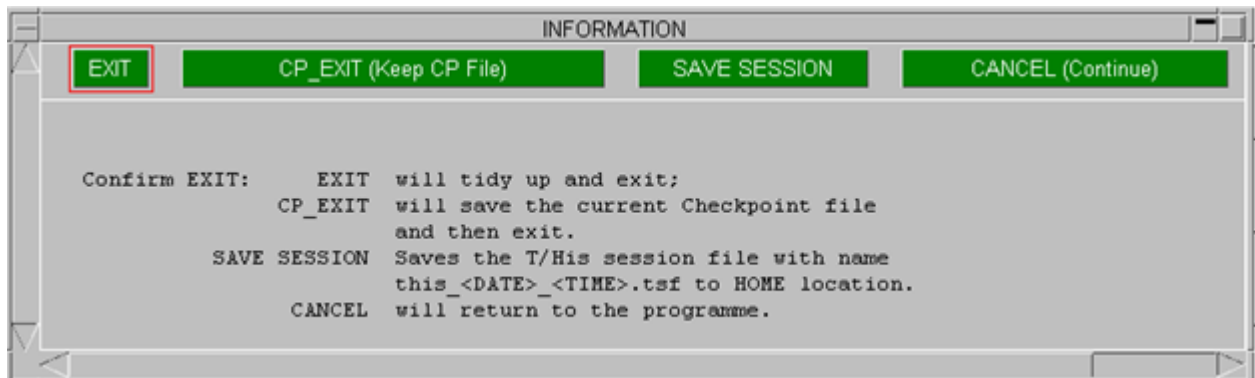 INFORMATION
EXIT CP_EXIT (Keep CP File) SAVE SESSION CANCEL (Continue)
Confirm EXIT: EXIT will tidy up and exit;
CP_EXIT will save the current Checkpoint file
and then exit.
SAVE SESSION Saves the T/His session file with name
this_<DATE>_<TIME>.tsf to HOME location.
CANCEL will return to the programme.